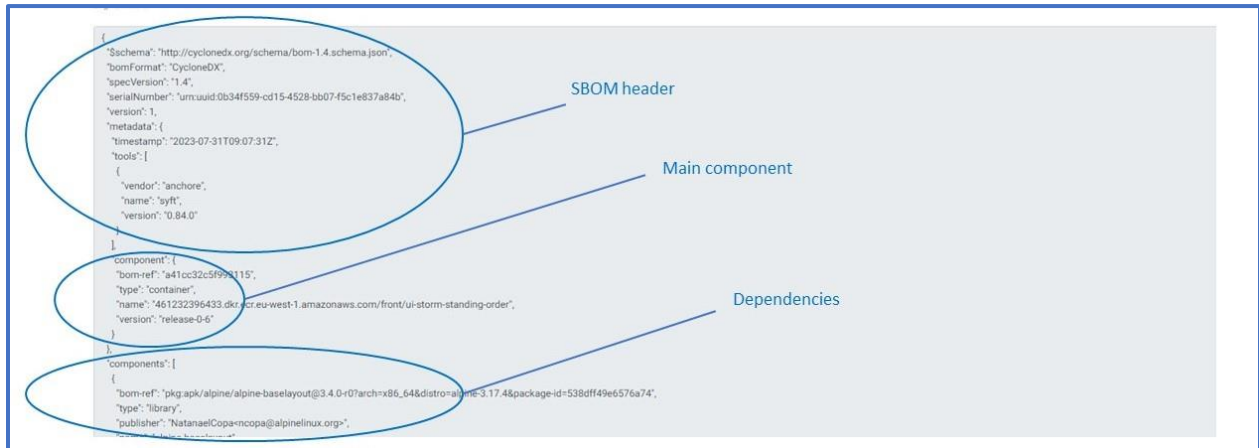 {
"$schema": "http://cyclonedx.org/schema/bom-1.4.schema.json",
"bomFormat": "CycloneDX",
"specVersion": "1.4",
"serialNumber": "urn:uuid:0b34f559-cd15-4528-bb07-f5c1e837a84b",
"version": 1,
"metadata": {
"timestamp": "2023-07-31T09:07:31Z",
"tools": [
{
"vendor": "anchore",
"name": "syft",
"version": "0.84.0"
}
],
"component": {
"bom-ref": "a41cc32c5f993115",
"type": "container",
"name": "461232396433.dkr.ecr.eu-west-1.amazonaws.com/front/ui-storm-standing-order",
"version": "release-0-6"
}
},
"components": [
{
"bom-ref": "pkg:apk/alpine/alpine-baselayout@3.4.0-r0?arch=x86_64&distro=alpine-3.17.4&package-id=538dff49e6576a74",
"type": "library",
"publisher": "NatanaelCopa<ncopa@alpinelinux.org>",
SBOM header
Main component
Dependencies